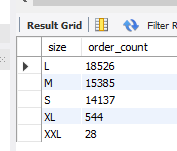 Result Grid Filter R
size order_count
L 18526
M 15385
S 14137
XL 544
XXL 28